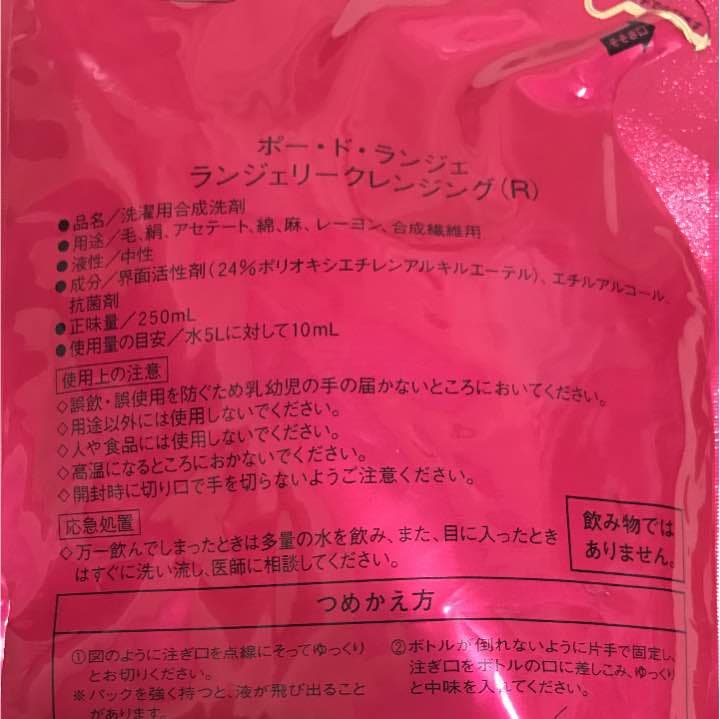 そそぎ口
ポー・ド・ランジェ
ランジェリークレンジング(R)
●品名/洗濯用合成洗剤
●用途/毛、絹、アセテート、綿、麻、レーヨン、合成繊維用
●液性/中性
●成分/界面活性剤(24%ポリオキシエチレンアルキルエーテル)、エチルアルコール、
抗菌剤
●正味量/250mL
●使用量の目安/水5Lに対して10mL
使用上の注意
◇誤飲・誤使用を防ぐため乳幼児の手の届かないところにおいてください。
◇用途以外には使用しないでください。
◇人や食品には使用しないでください。
◇高温になるところにおかないでください。
◇開封時に切り口で手を切らないようご注意ください。
応急処置
◇万一飲んでしまったときは多量の水を飲み、また、目に入ったとき
はすぐに洗い流し、医師に相談してください。
飲み物では
ありません。
つめかえ方
①図のように注ぎ口を点線にそってゆっくり
とお切りください。
※パックを強く持つと、液が飛び出ること
があります。
②ボトルが倒れないように片手で固定し、
注ぎ口をボトルの口に差しこみ、ゆっくり
と中味を入れてください。